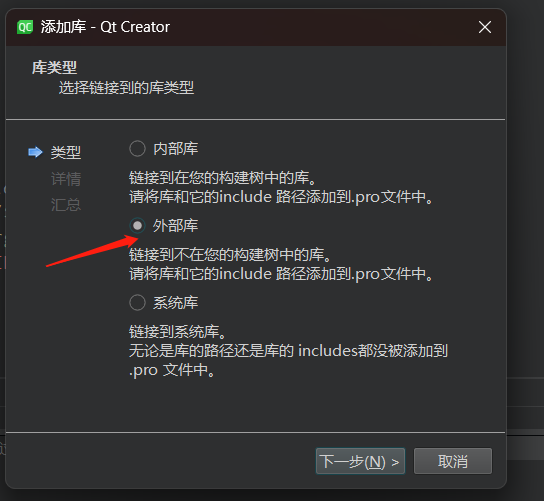 QC 添加库 - Qt Creator
库类型
选择链接到的库类型
类型
详情
汇总
内部库
链接到在您的构建树中的库。
请将库和它的include 路径添加到.pro文件中。
外部库
链接到不在您的构建树中的库。
请将库和它的include 路径添加到.pro文件中。
系统库
链接到系统库。
无论是库的路径还是库的 includes都没被添加到
.pro 文件中。
下一步(N) >
取消